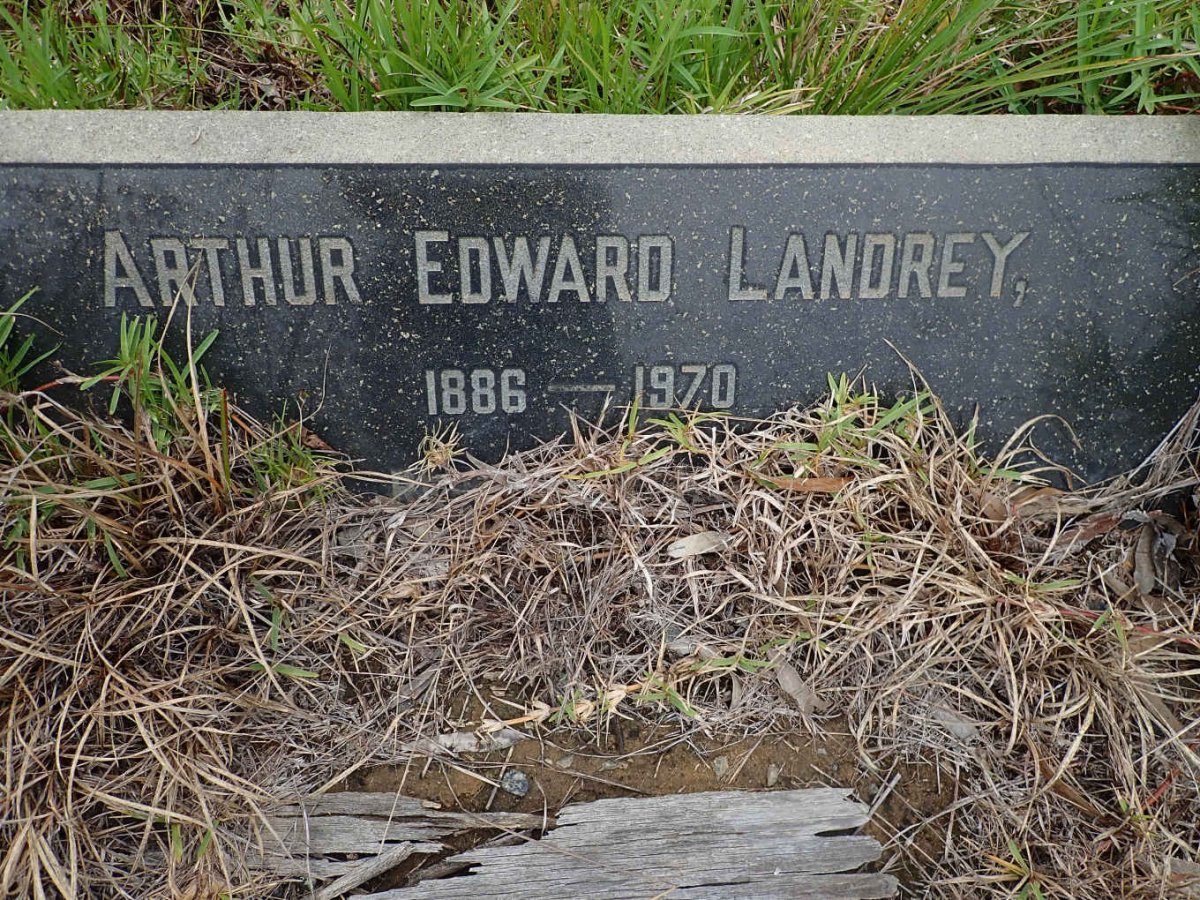 ARTHUR EDWARD LANDREY,
1886 — 1970